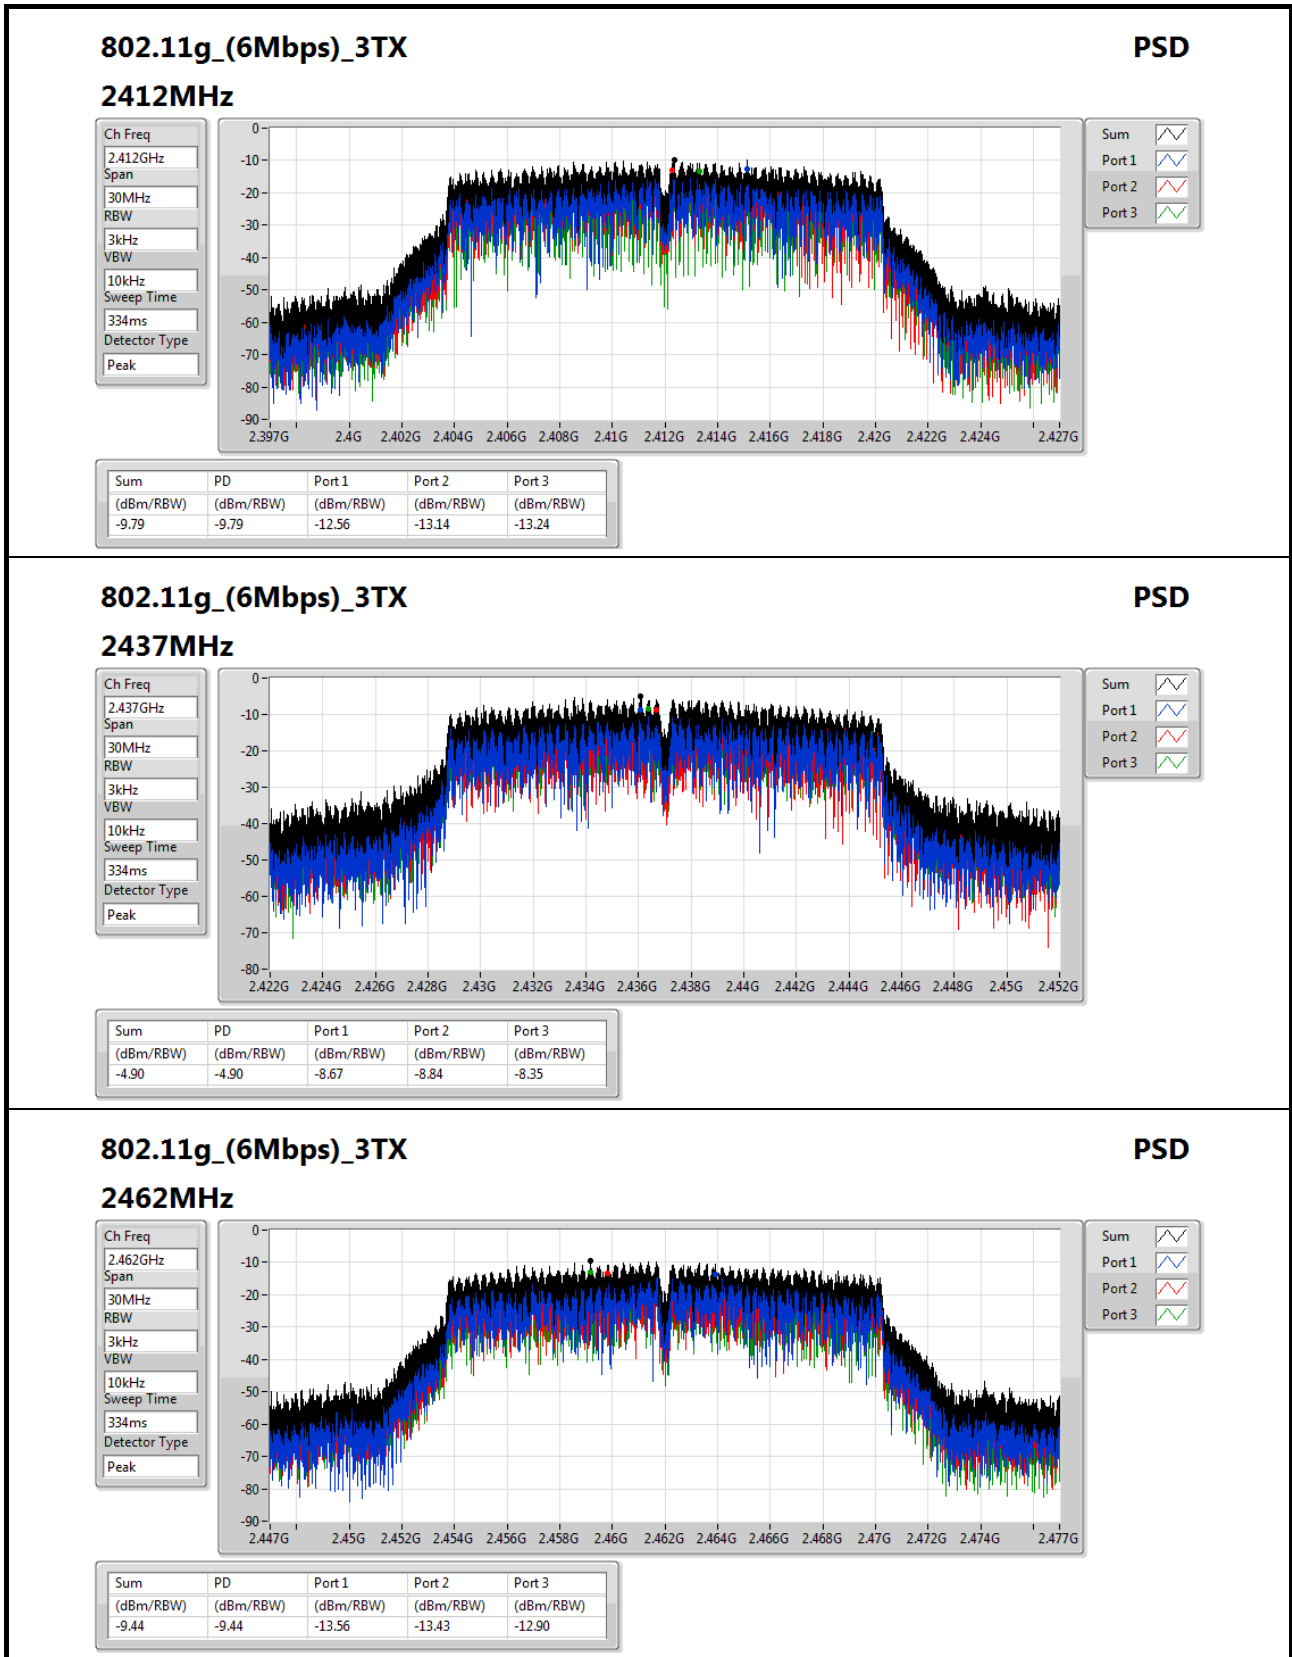 802.11g_(6Mbps)_3TX PSD
2412MHz
Ch Freq
2.412GHz
Span
30MHz
RBW
3kHz
VBW
10kHz
Sweep Time
334ms
Detector Type
Peak
0
-10
-20
-30
-40
-50
-60
-70
-80
-90
2.397G 2.4G 2.402G 2.404G 2.406G 2.408G 2.41G 2.412G 2.414G 2.416G 2.418G 2.42G 2.422G 2.424G 2.427G
Sum
Port 1
Port 2
Port 3
Sum PD Port 1 Port 2 Port 3
(dBm/RBW) (dBm/RBW) (dBm/RBW) (dBm/RBW) (dBm/RBW)
-9.79 -9.79 -12.56 -13.14 -13.24
802.11g_(6Mbps)_3TX PSD
2437MHz
Ch Freq
2.437GHz
Span
30MHz
RBW
3kHz
VBW
10kHz
Sweep Time
334ms
Detector Type
Peak
0
-10
-20
-30
-40
-50
-60
-70
-80
2.422G 2.424G 2.426G 2.428G 2.43G 2.432G 2.434G 2.436G 2.438G 2.44G 2.442G 2.444G 2.446G 2.448G 2.45G 2.452G
Sum
Port 1
Port 2
Port 3
Sum PD Port 1 Port 2 Port 3
(dBm/RBW) (dBm/RBW) (dBm/RBW) (dBm/RBW) (dBm/RBW)
-4.90 -4.90 -8.67 -8.84 -8.35
802.11g_(6Mbps)_3TX PSD
2462MHz
Ch Freq
2.462GHz
Span
30MHz
RBW
3kHz
VBW
10kHz
Sweep Time
334ms
Detector Type
Peak
0
-10
-20
-30
-40
-50
-60
-70
-80
-90
2.447G 2.45G 2.452G 2.454G 2.456G 2.458G 2.46G 2.462G 2.464G 2.466G 2.468G 2.47G 2.472G 2.474G 2.477G
Sum
Port 1
Port 2
Port 3
Sum PD Port 1 Port 2 Port 3
(dBm/RBW) (dBm/RBW) (dBm/RBW) (dBm/RBW) (dBm/RBW)
-9.44 -9.44 -13.56 -13.43 -12.90